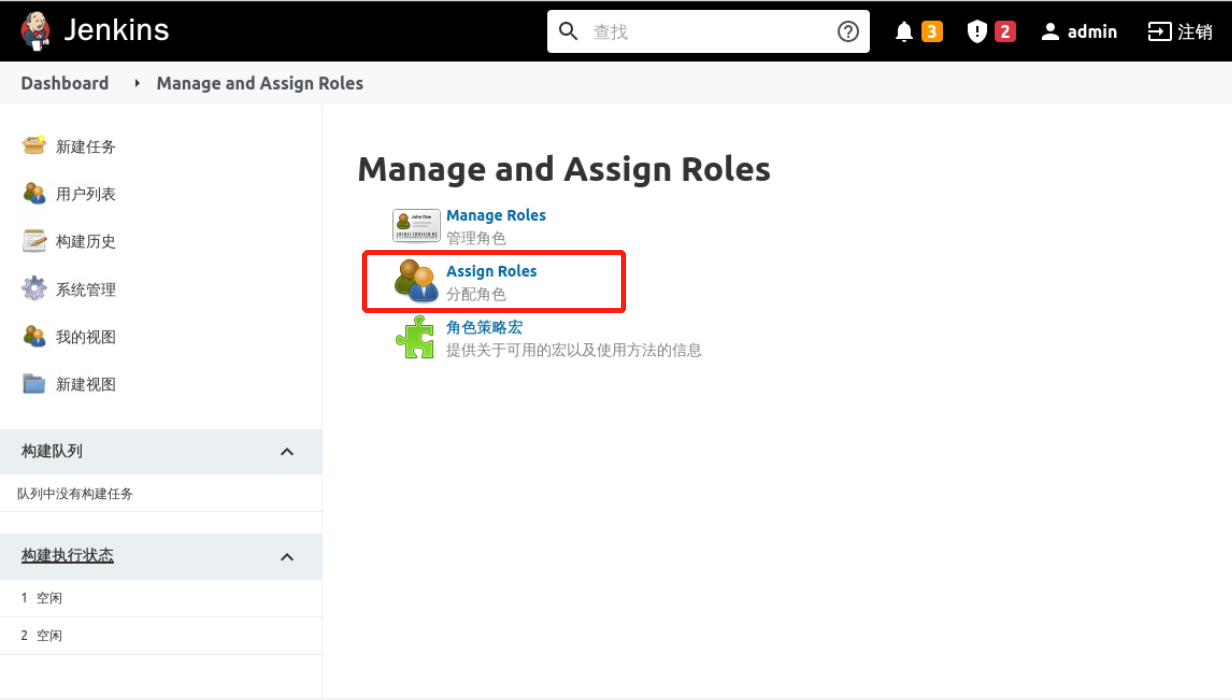 Jenkins
查找
3
2
admin
注销
Dashboard
Manage and Assign Roles
新建任务
用户列表
构建历史
系统管理
我的视图
新建视图
构建队列
队列中没有构建任务
构建执行状态
1 空闲
2 空闲
Manage and Assign Roles
Manage Roles
管理角色
Assign Roles
分配角色
角色策略宏
提供关于可用的宏以及使用方法的信息